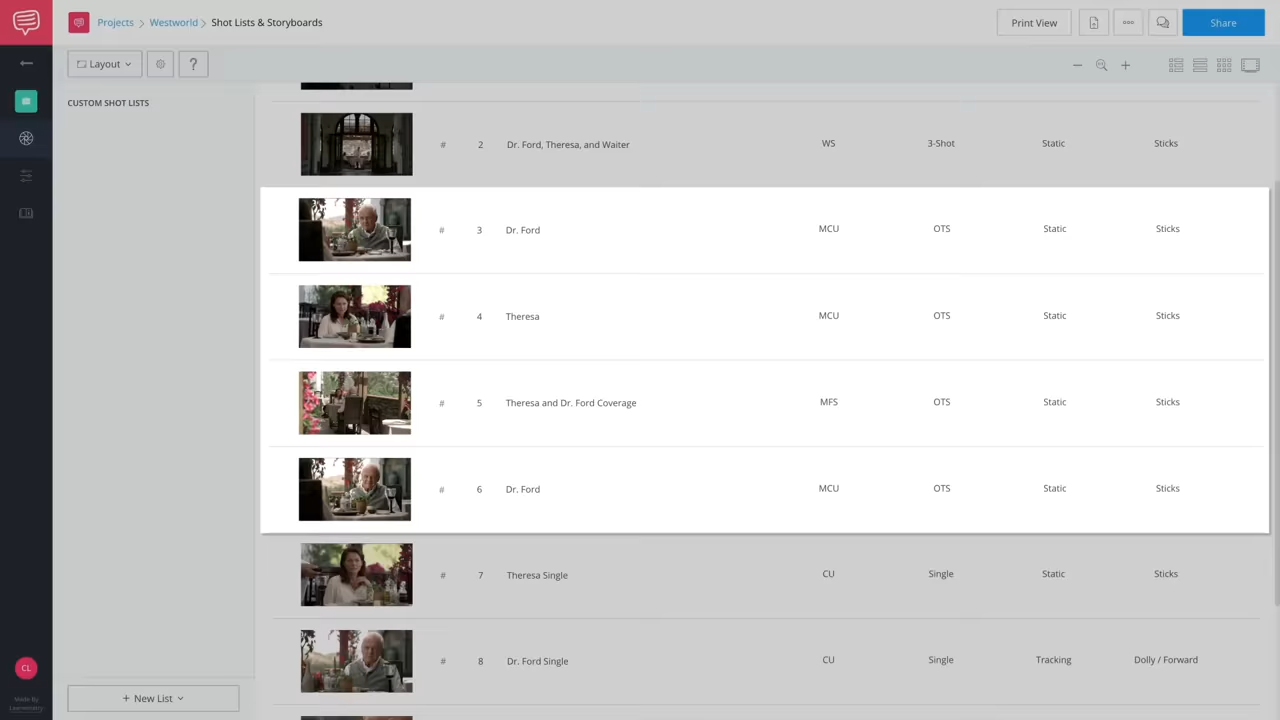 Projects > Westworld > Shot Lists & Storyboards
Print View
Share
Layout
?
CUSTOM SHOT LISTS
# 2 Dr. Ford, Theresa, and Waiter WS 3-Shot Static Sticks
# 3 Dr. Ford MCU OTS Static Sticks
# 4 Theresa MCU OTS Static Sticks
# 5 Theresa and Dr. Ford Coverage MFS OTS Static Sticks
# 6 Dr. Ford MCU OTS Static Sticks
# 7 Theresa Single CU Single Static Sticks
# 8 Dr. Ford Single CU Single Tracking Dolly / Forward
CL
Made By
+ New List